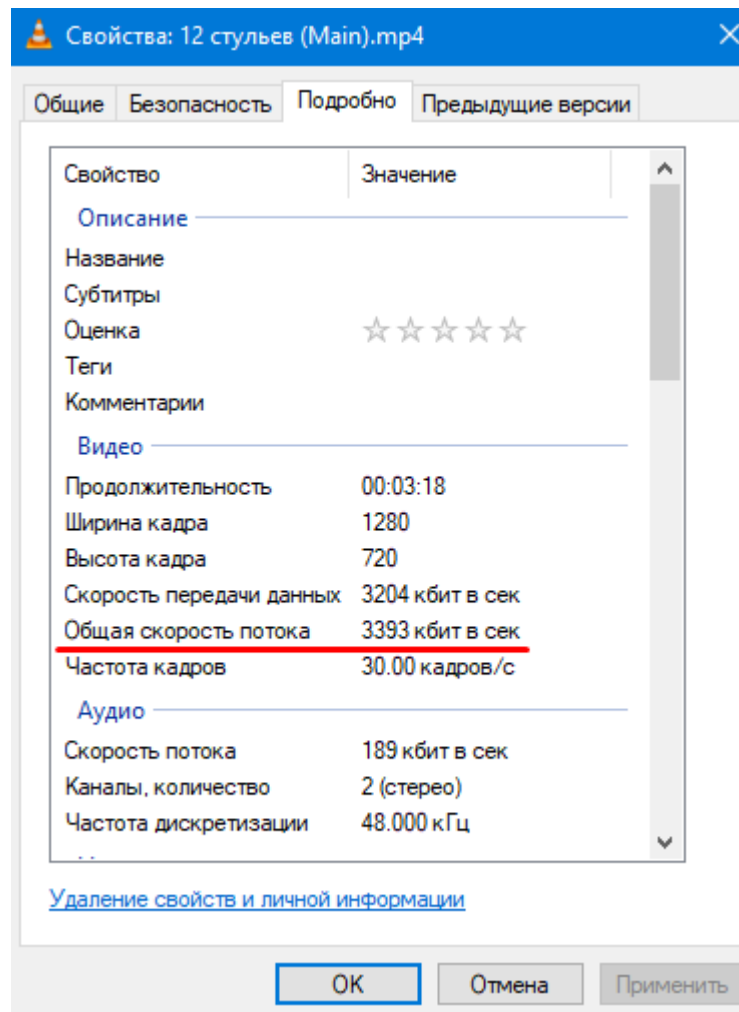 Свойства: 12 стульев (Main).mp4
Общие Безопасность Подробно Предыдущие версии
Свойство Значение
Описание
Название
Субтитры
Оценка
Теги
Комментарии
Видео
Продолжительность 00:03:18
Ширина кадра 1280
Высота кадра 720
Скорость передачи данных 3204 кбит в сек
Общая скорость потока 3393 кбит в сек
Частота кадров 30.00 кадров/с
Аудио
Скорость потока 189 кбит в сек
Каналы, количество 2 (стерео)
Частота дискретизации 48.000 кГц
Удаление свойств и личной информации
ОК Отмена Применить